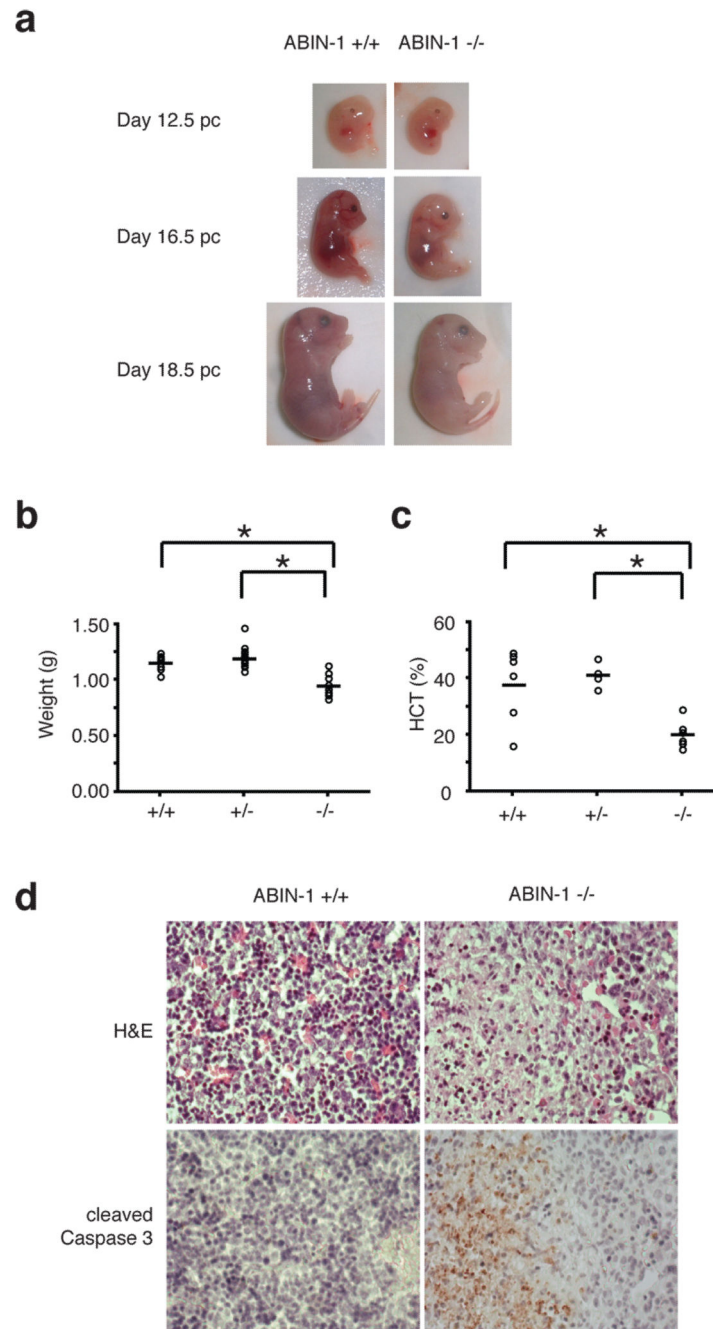 a
ABIN-1 +/+ ABIN-1 -/-
Day 12.5 pc
Day 16.5 pc
Day 18.5 pc
b
*
*
Weight (g)
1.50
1.00
0.50
0.00
+/+ +/- -/-
c
*
*
HCT (%)
60
40
20
0
+/+ +/- -/-
d
ABIN-1 +/+ ABIN-1 -/-
H&E
cleaved
Caspase 3